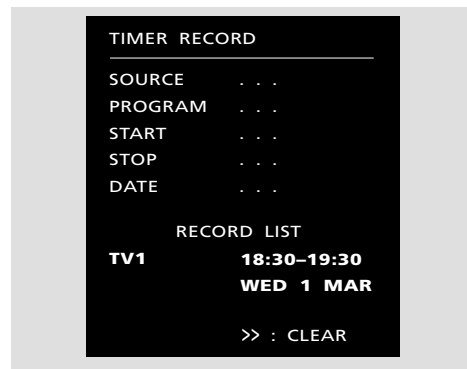 TIMER RECORD
SOURCE . . .
PROGRAM . . .
START . . .
STOP . . .
DATE . . .
RECORD LIST
TV1 18:30–19:30
WED 1 MAR
>> : CLEAR